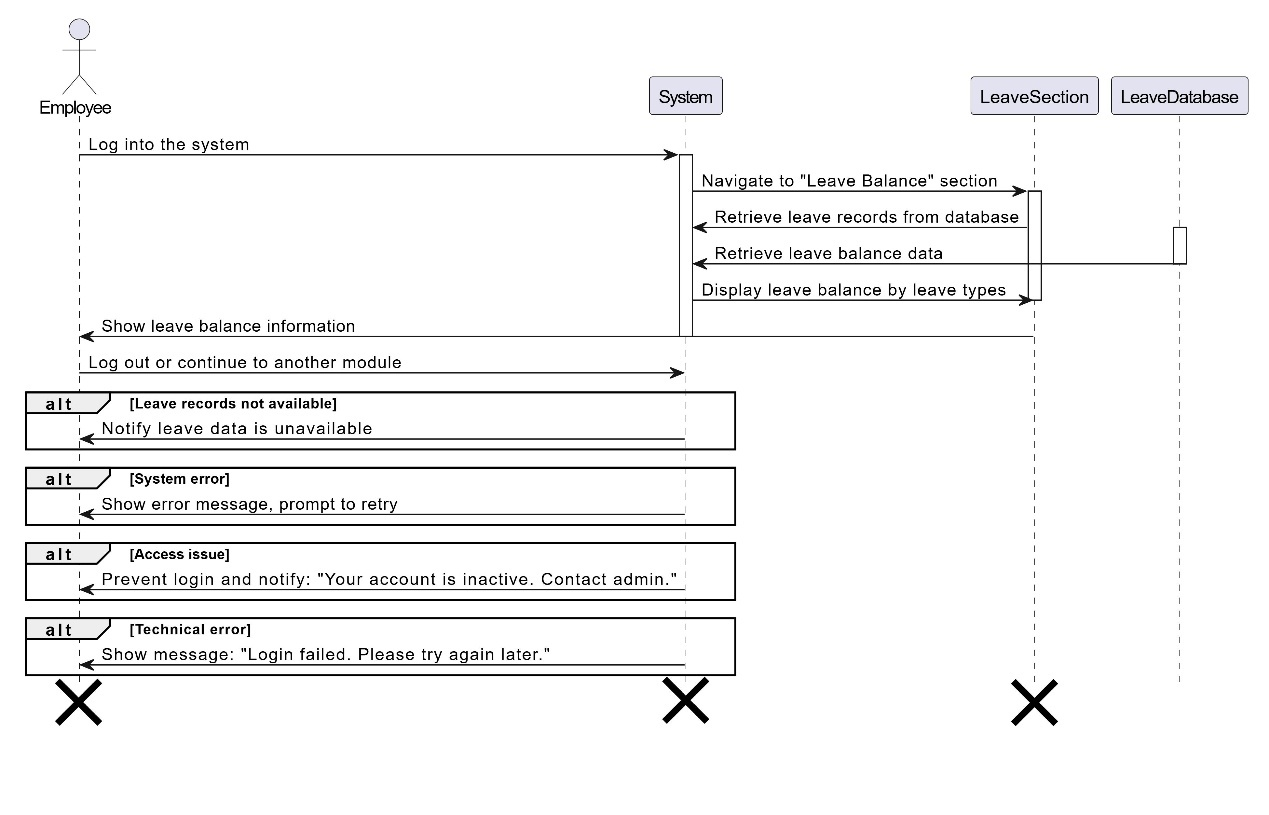 Employee
System
LeaveSection
LeaveDatabase
Log into the system
Navigate to "Leave Balance" section
Retrieve leave records from database
Retrieve leave balance data
Display leave balance by leave types
Show leave balance information
Log out or continue to another module
alt [Leave records not available]
Notify leave data is unavailable
alt [System error]
Show error message, prompt to retry
alt [Access issue]
Prevent login and notify: "Your account is inactive. Contact admin."
alt [Technical error]
Show message: "Login failed. Please try again later."